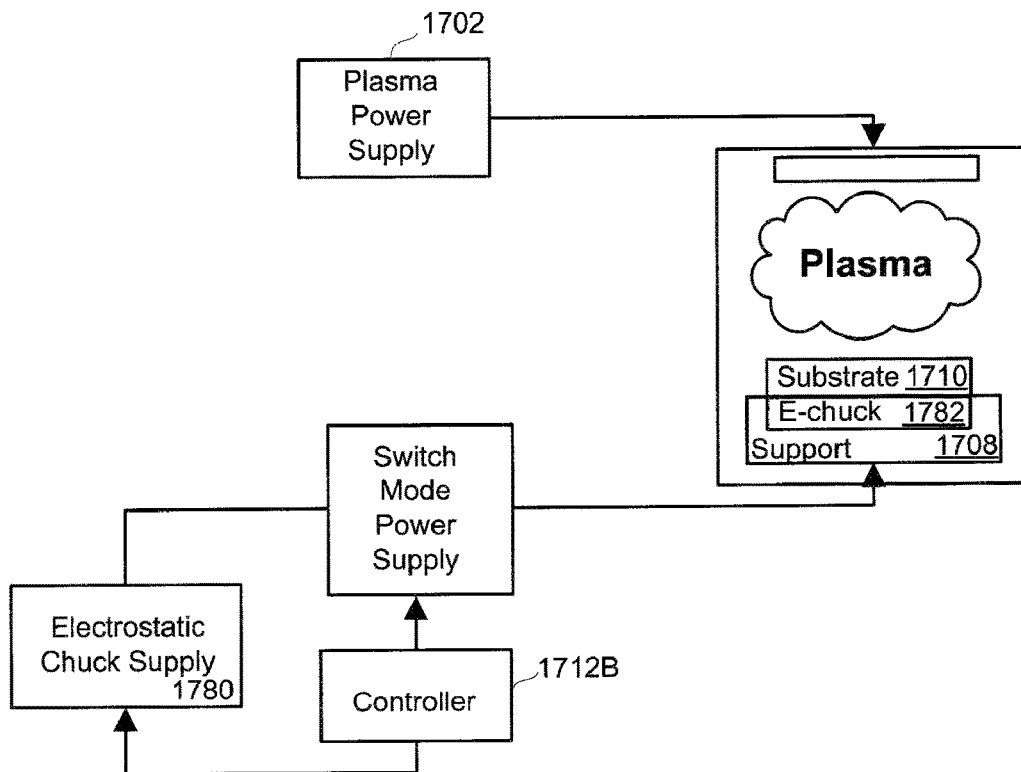 1702
Plasma
Power
Supply
Plasma
Substrate 1710
E-chuck 1782
Support 1708
Switch
Mode
Power
Supply
Electrostatic
Chuck Supply
1780
1712B
Controller